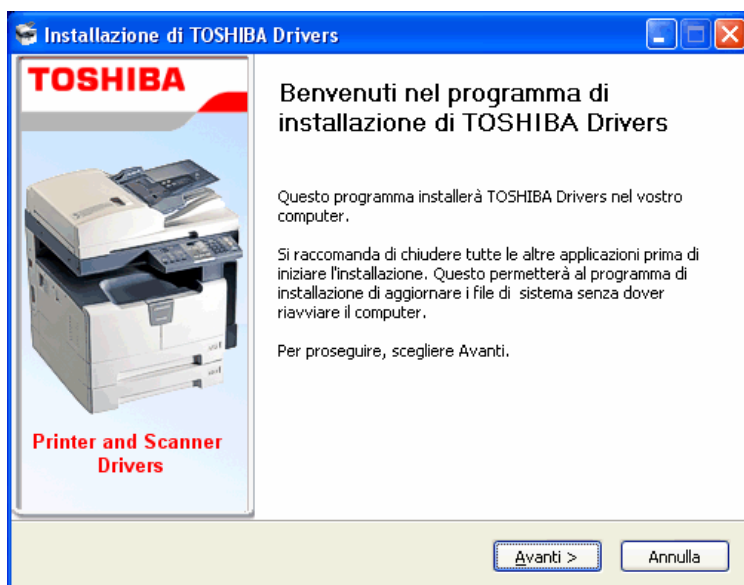 Installazione di TOSHIBA Drivers
TOSHIBA
Printer and Scanner
Drivers
Benvenuti nel programma di
installazione di TOSHIBA Drivers
Questo programma installerà TOSHIBA Drivers nel vostro
computer.
Si raccomanda di chiudere tutte le altre applicazioni prima di
iniziare l'installazione. Questo permetterà al programma di
installazione di aggiornare i file di sistema senza dover
riavviare il computer.
Per proseguire, scegliere Avanti.
Avanti >
Annulla